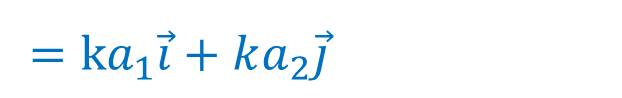 = ka₁i⃗ + ka₂j⃗